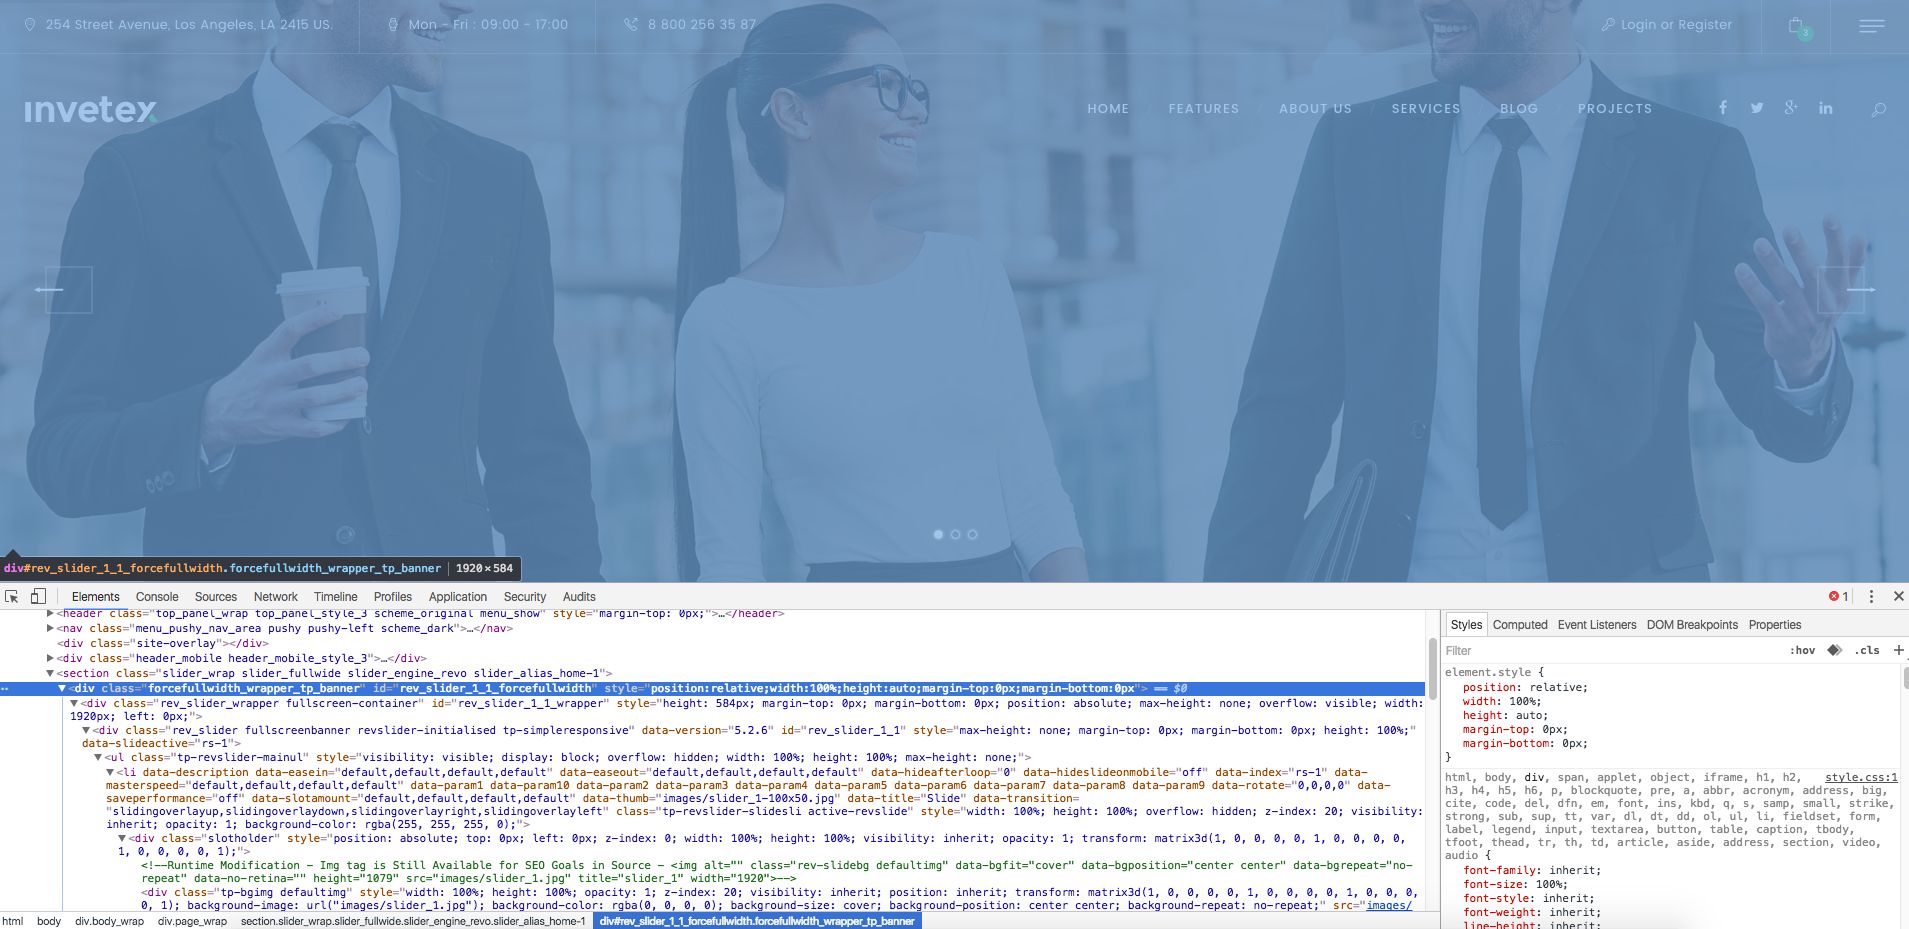 254 Street Avenue, Los Angeles, LA 2415 US.
Mon - Fri : 09:00 - 17:00
8 800 256 35 87
Login or Register
3
invetex
HOME / FEATURES / ABOUT US / SERVICES / BLOG / PROJECTS
div#rev_slider_1_1_forcefullwidth.forcefullwidth_wrapper_tp_banner | 1920×584
Elements Console Sources Network Timeline Profiles Application Security Audits
1
<header class="top_panel_wrap top_panel_style_3 scheme_original menu_show" style="margin-top: 0px;">…</header>
<nav class="menu_pushy_nav_area pushy pushy-left scheme_dark">…</nav>
<div class="site-overlay"></div>
<div class="header_mobile header_mobile_style_3">…</div>
<section class="slider_wrap slider_fullwide slider_engine_revo slider_alias_home-1">
<div class="forcefullwidth_wrapper_tp_banner" id="rev_slider_1_1_forcefullwidth" style="position:relative;width:100%;height:auto;margin-top:0px;margin-bottom:0px"> == $0
<div class="rev_slider_wrapper fullscreen-container" id="rev_slider_1_1_wrapper" style="height: 584px; margin-top: 0px; margin-bottom: 0px; position: absolute; max-height: none; overflow: visible; width:
1920px; left: 0px;">
<div class="rev_slider fullscreenbanner revslider-initialised tp-simpleresponsive" data-version="5.2.6" id="rev_slider_1_1" style="max-height: none; margin-top: 0px; margin-bottom: 0px; height: 100%;"
data-slideactive="rs-1">
<ul class="tp-revslider-mainul" style="visibility: visible; display: block; overflow: hidden; width: 100%; height: 100%; max-height: none;">
<li data-description data-easein="default,default,default,default" data-easeout="default,default,default,default" data-hideafterloop="0" data-hideslideonmobile="off" data-index="rs-1" data-
masterspeed="default,default,default,default" data-param1 data-param10 data-param2 data-param3 data-param4 data-param5 data-param6 data-param7 data-param8 data-param9 data-rotate="0,0,0,0" data-
saveperformance="off" data-slotamount="default,default,default,default" data-thumb="images/slider_1-100x50.jpg" data-title="Slide" data-transition=
"slidingoverlayup,slidingoverlaydown,slidingoverlayright,slidingoverlayleft" class="tp-revslider-slidesli active-revslide" style="width: 100%; height: 100%; overflow: hidden; z-index: 20; visibility:
inherit; opacity: 1; background-color: rgba(255, 255, 255, 0);">
<div class="slotholder" style="position: absolute; top: 0px; left: 0px; z-index: 0; width: 100%; height: 100%; visibility: inherit; opacity: 1; transform: matrix3d(1, 0, 0, 0, 0, 1, 0, 0, 0, 0,
1, 0, 0, 0, 0, 1);">
<!--Runtime Modification - Img tag is Still Available for SEO Goals in Source - <img alt="" class="rev-slidebg defaultimg" data-bgfit="cover" data-bgposition="center center" data-bgrepeat="no-
repeat" data-no-retina="" height="1079" src="images/slider_1.jpg" title="slider_1" width="1920">-->
<div class="tp-bgimg defaultimg" style="width: 100%; height: 100%; opacity: 1; z-index: 20; visibility: inherit; position: inherit; transform: matrix3d(1, 0, 0, 0, 0, 1, 0, 0, 0, 0, 1, 0, 0, 0,
0, 1); background-image: url("images/slider_1.jpg"); background-color: rgba(0, 0, 0, 0); background-size: cover; background-position: center center; background-repeat: no-repeat;" src="images/
html body div.body_wrap div.page_wrap section.slider_wrap.slider_fullwide.slider_engine_revo.slider_alias_home-1 div#rev_slider_1_1_forcefullwidth.forcefullwidth_wrapper_tp_banner
Styles Computed Event Listeners DOM Breakpoints Properties
Filter :hov .cls +
element.style {
position: relative;
width: 100%;
height: auto;
margin-top: 0px;
margin-bottom: 0px;
}
html, body, div, span, applet, object, iframe, h1, h2, style.css:1
h3, h4, h5, h6, p, blockquote, pre, a, abbr, acronym, address, big,
cite, code, del, dfn, em, font, ins, kbd, q, s, samp, small, strike,
strong, sub, sup, tt, var, dl, dt, dd, ol, ul, li, fieldset, form,
label, legend, input, textarea, button, table, caption, tbody,
tfoot, thead, tr, th, td, article, aside, address, section, video,
audio {
font-family: inherit;
font-size: 100%;
font-style: inherit;
font-weight: inherit;
line-height: inherit;